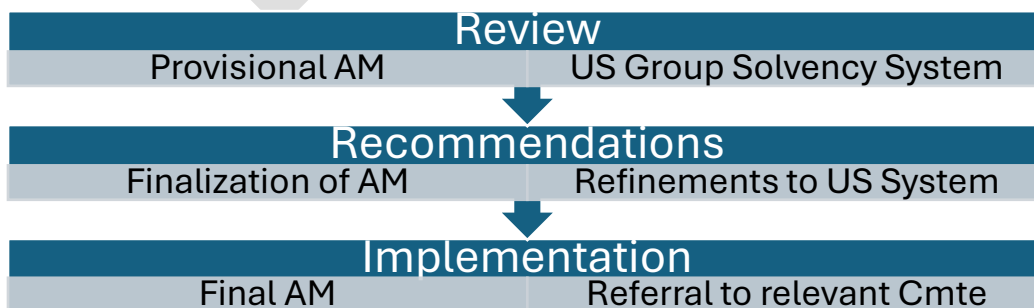 Review
Provisional AM US Group Solvency System
Recommendations
Finalization of AM Refinements to US System
Implementation
Final AM Referral to relevant Cmte